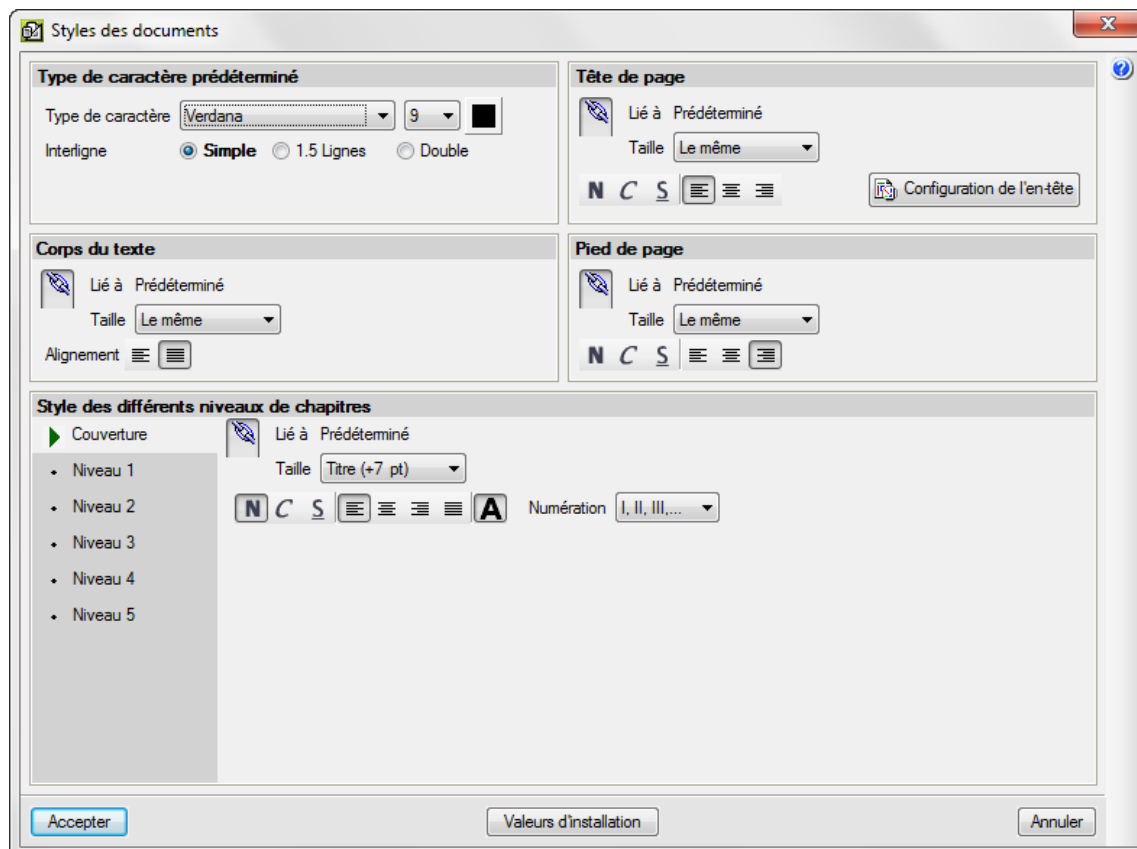 Styles des documents
Type de caractère prédéterminé
Type de caractère Verdana 9
Interligne Simple 1.5 Lignes Double
Tête de page
Lié à Prédéterminé
Taille Le même
N C S Configuration de l'en-tête
Corps du texte
Lié à Prédéterminé
Taille Le même
Alignement
Pied de page
Lié à Prédéterminé
Taille Le même
N C S
Style des différents niveaux de chapitres
Couverture
Niveau 1
Niveau 2
Niveau 3
Niveau 4
Niveau 5
Lié à Prédéterminé
Taille Titre (+7 pt)
N C S A Numération I, II, III,...
Accepter Valeurs d'installation Annuler